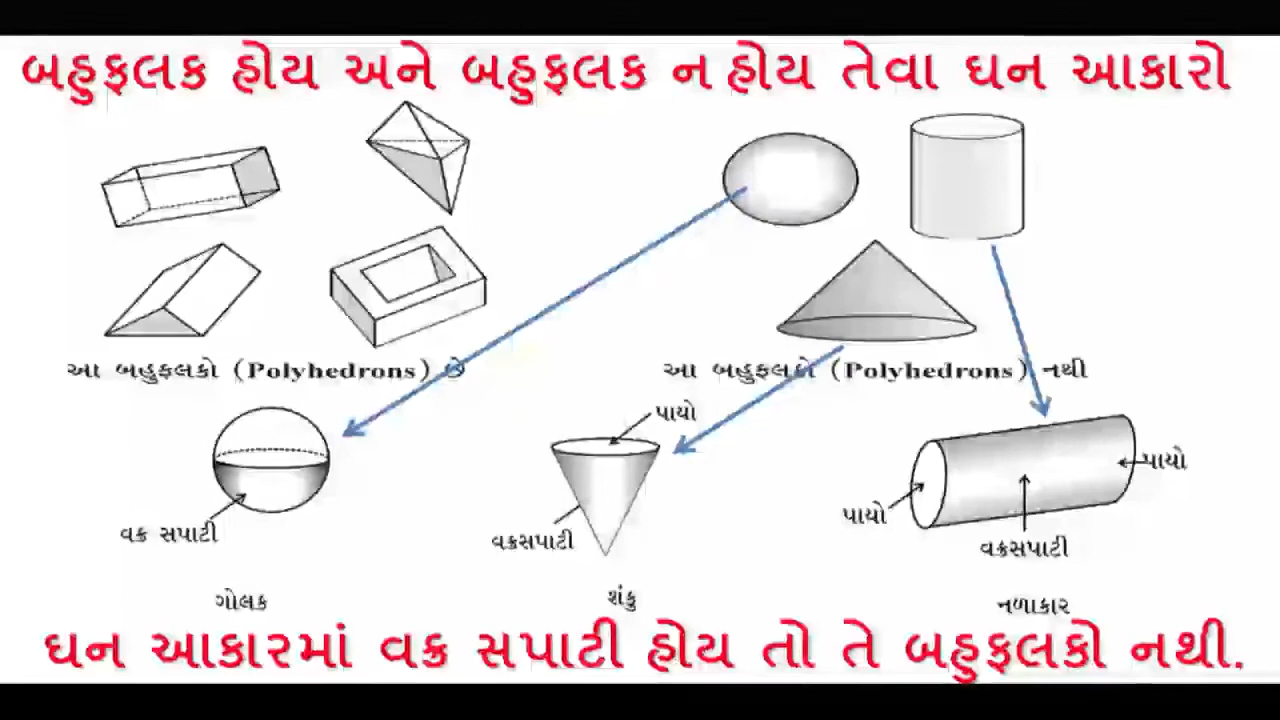 બહુફલક હોય અને બહુફલક ન હોય તેવા ઘન આકારો
આ બહુફલકો (Polyhedrons) છે
આ બહુફલકો (Polyhedrons) નથી
પાયો
વક્ર સપાટી
ગોલક
વક્રસપાટી
શંકુ
પાયો
પાયો
વક્રસપાટી
નળાકાર
ઘન આકારમાં વક્ર સપાટી હોય તો તે બહુફલકો નથી.